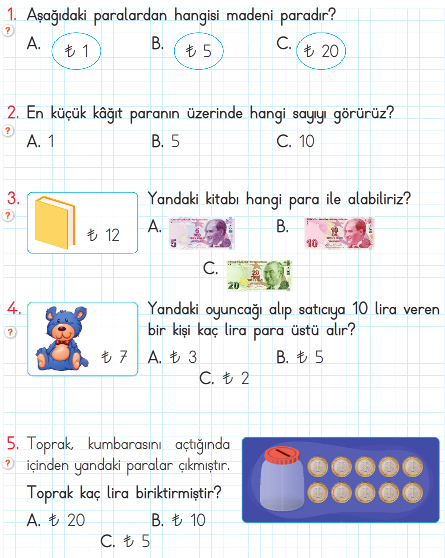 1. Aşağıdaki paralardan hangisi madeni paradır?
?
A. ₺ 1 B. ₺ 5 C. ₺ 20
2. En küçük kâğıt paranın üzerinde hangi sayıyı görürüz?
?
A. 1 B. 5 C. 10
3. Yandaki kitabı hangi para ile alabiliriz?
?
₺ 12
A. 5 B. 10
C. 20
4. Yandaki oyuncağı alıp satıcıya 10 lira veren
bir kişi kaç lira para üstü alır?
?
₺ 7
A. ₺ 3 B. ₺ 5
C. ₺ 2
5. Toprak, kumbarasını açtığında
?
içinden yandaki paralar çıkmıştır.
Toprak kaç lira biriktirmiştir?
A. ₺ 20 B. ₺ 10
C. ₺ 5